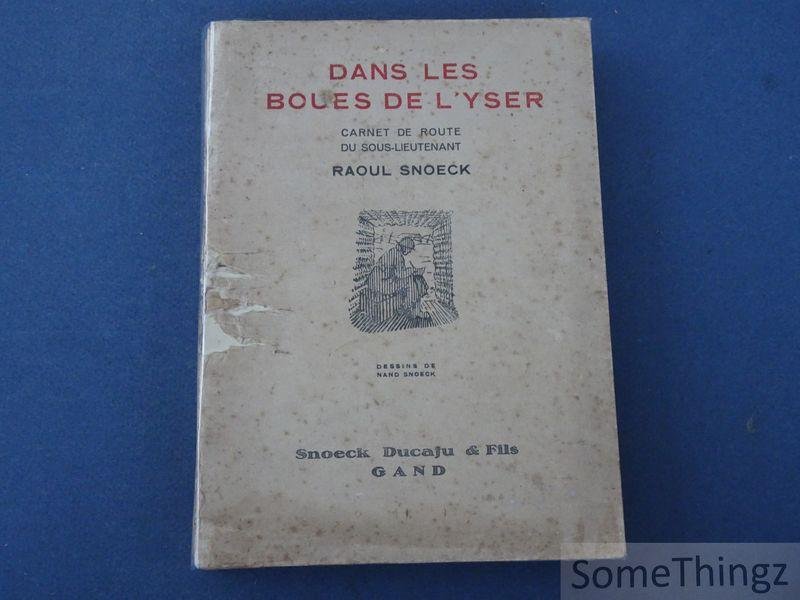 DANS LES
BOUES DE L'YSER
CARNET DE ROUTE
DU SOUS-LIEUTENANT
RAOUL SNOECK
DESSINS DE
NAND SNOECK
Snoeck Ducaju & Fils
GAND
SomeThingz